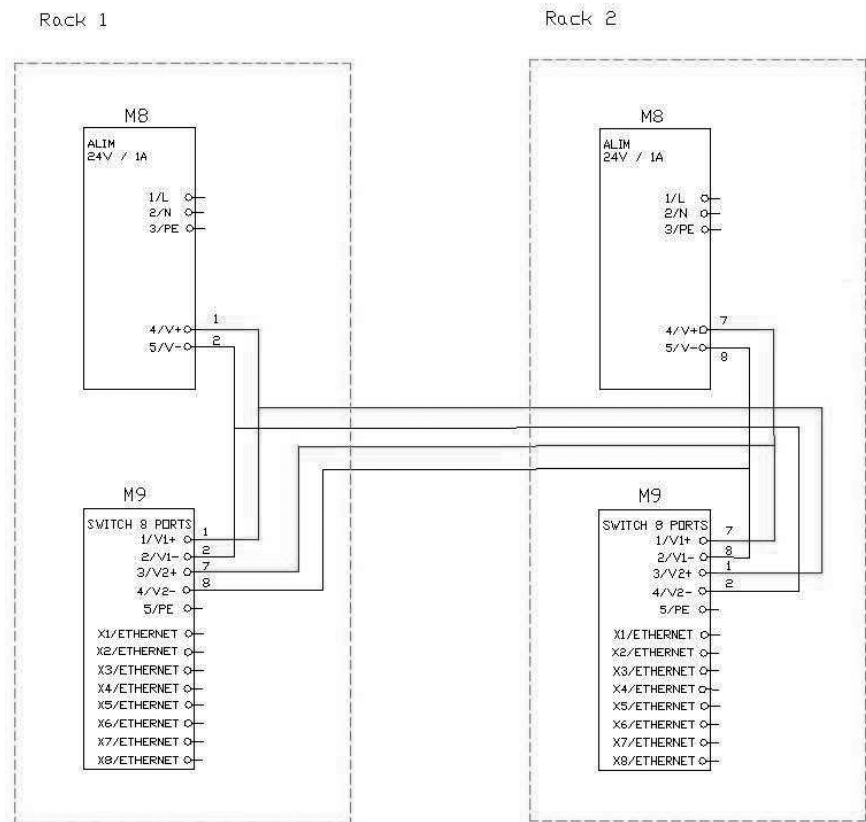 Rack 1
Rack 2
M8
ALIM
24V / 1A
1/L
2/N
3/PE
4/V+ 1
5/V- 2
M9
SWITCH 8 PORTS
1/V1+ 1
2/V1- 2
3/V2+ 7
4/V2- 8
5/PE
X1/ETHERNET
X2/ETHERNET
X3/ETHERNET
X4/ETHERNET
X5/ETHERNET
X6/ETHERNET
X7/ETHERNET
X8/ETHERNET
M8
ALIM
24V / 1A
1/L
2/N
3/PE
4/V+ 7
5/V- 8
M9
SWITCH 8 PORTS
1/V1+ 7
2/V1- 8
3/V2+ 1
4/V2- 2
5/PE
X1/ETHERNET
X2/ETHERNET
X3/ETHERNET
X4/ETHERNET
X5/ETHERNET
X6/ETHERNET
X7/ETHERNET
X8/ETHERNET